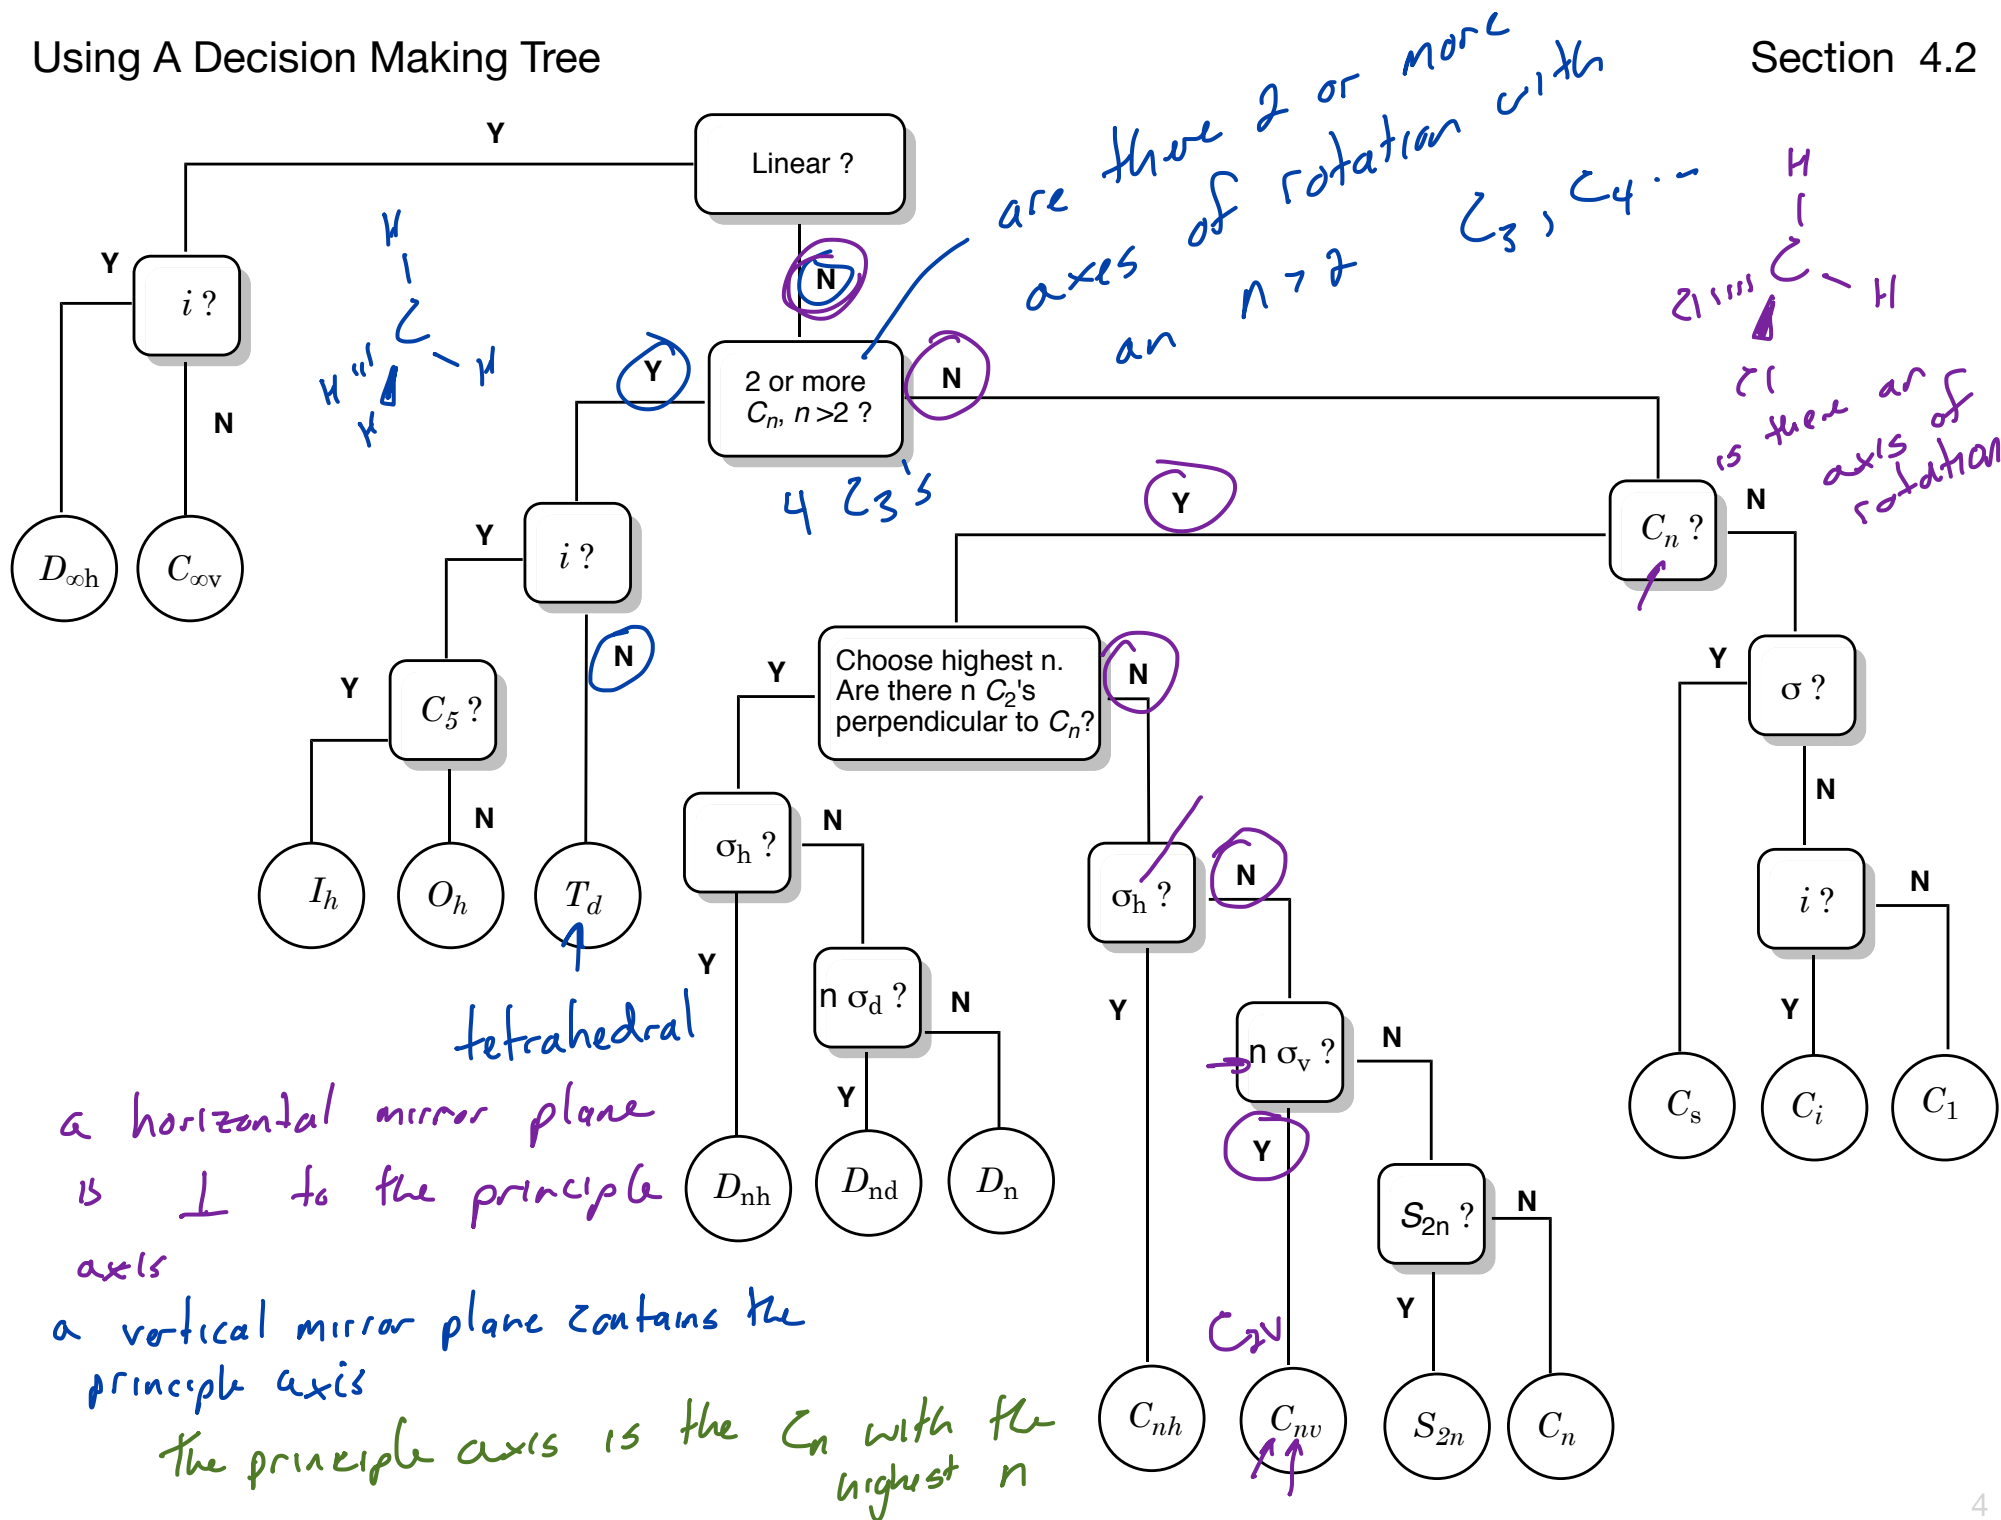 Using A Decision Making Tree
Section 4.2
are there 2 or more
axes of rotation with
an n > 2 C3, C4 ...
Y
Linear ?
H
C
H
H
H
H
C
Cl
H
Cl
Y
i ?
N
N
Y
2 or more
Cn, n >2 ?
N
4 C3's
is there an
axis of
rotation
Y
Cn ?
N
D∞h
C∞v
Y
i ?
N
Y
C5 ?
N
Ih
Oh
Td
tetrahedral
Y
Choose highest n.
Are there n C2's
perpendicular to Cn?
N
σh ?
N
Y
n σd ?
N
Y
Dnh
Dnd
Dn
σh ?
N
Y
n σv ?
N
Y
S2n ?
N
Y
C2v
Cnh
Cnv
S2n
Cn
Y
σ ?
N
i ?
N
Y
Cs
Ci
C1
a horizontal mirror plane
is ⊥ to the principle
axis
a vertical mirror plane contains the
principle axis
the principle axis is the Cn with the
highest n
4